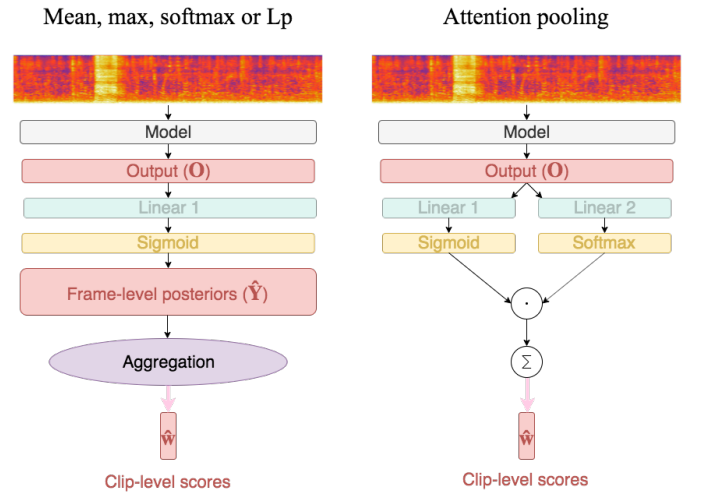 Mean, max, softmax or Lp
Model
Output (O)
Linear 1
Sigmoid
Frame-level posteriors (Ŷ)
Aggregation
ŵ
Clip-level scores
Attention pooling
Model
Output (O)
Linear 1 Linear 2
Sigmoid Softmax
·
Σ
ŵ
Clip-level scores